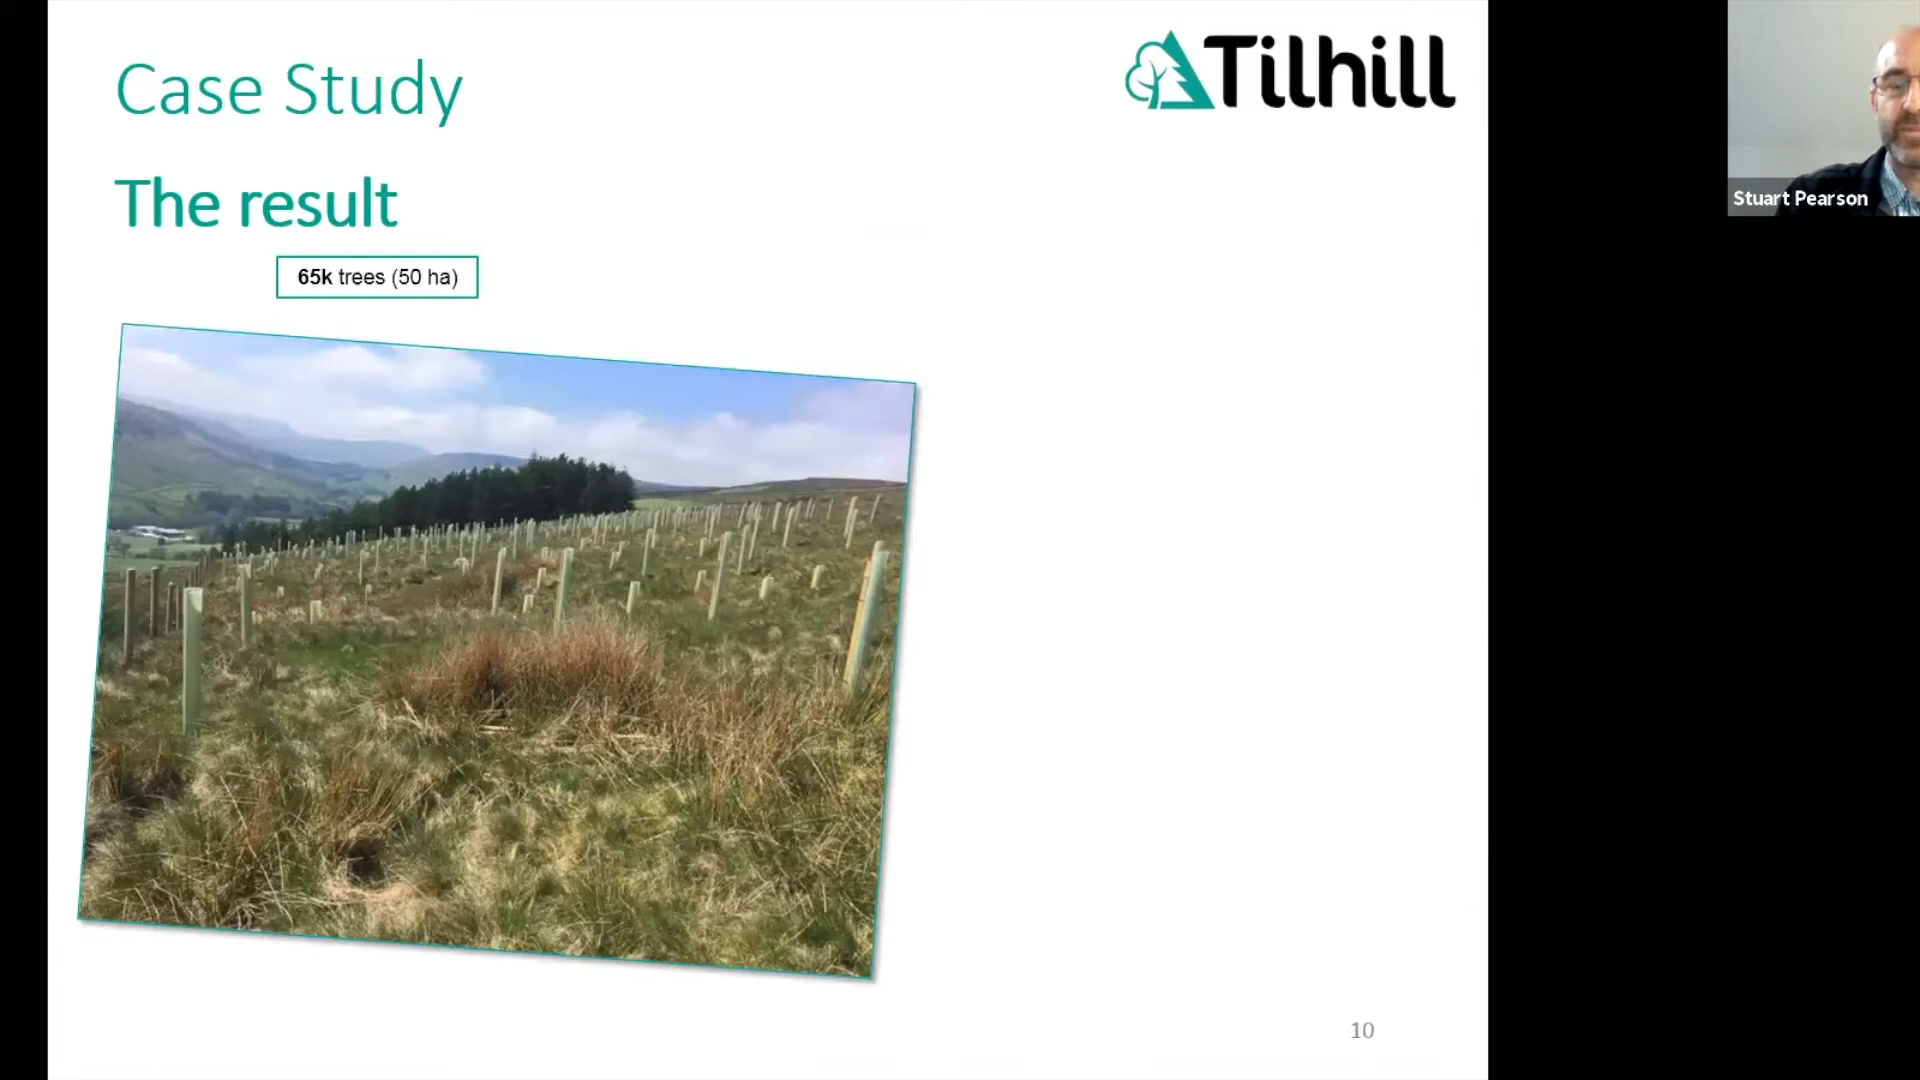 Case Study
Tilhill
The result
65k trees (50 ha)
Stuart Pearson
10